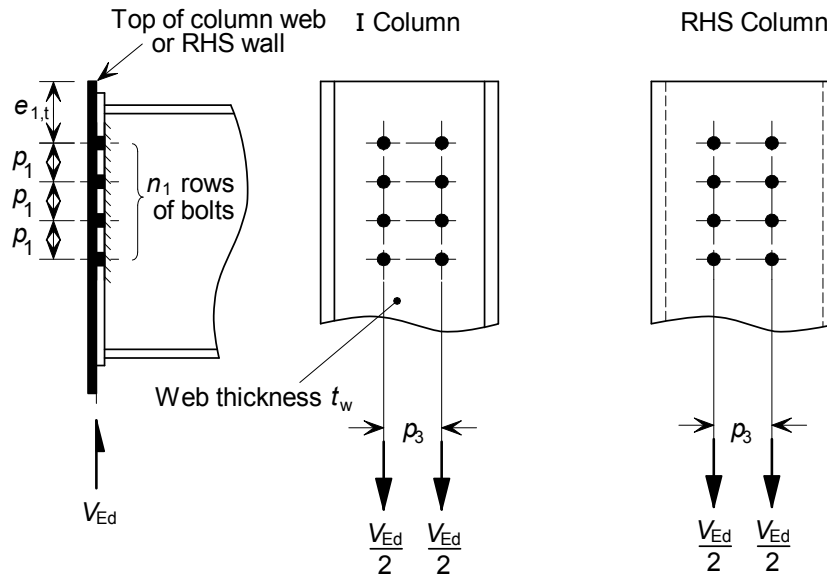 Top of column web
or RHS wall
I Column
RHS Column
e1,t
p1
p1
p1
n1 rows
of bolts
Web thickness tw
p3
p3
VEd
VEd
2
VEd
2
VEd
2
VEd
2